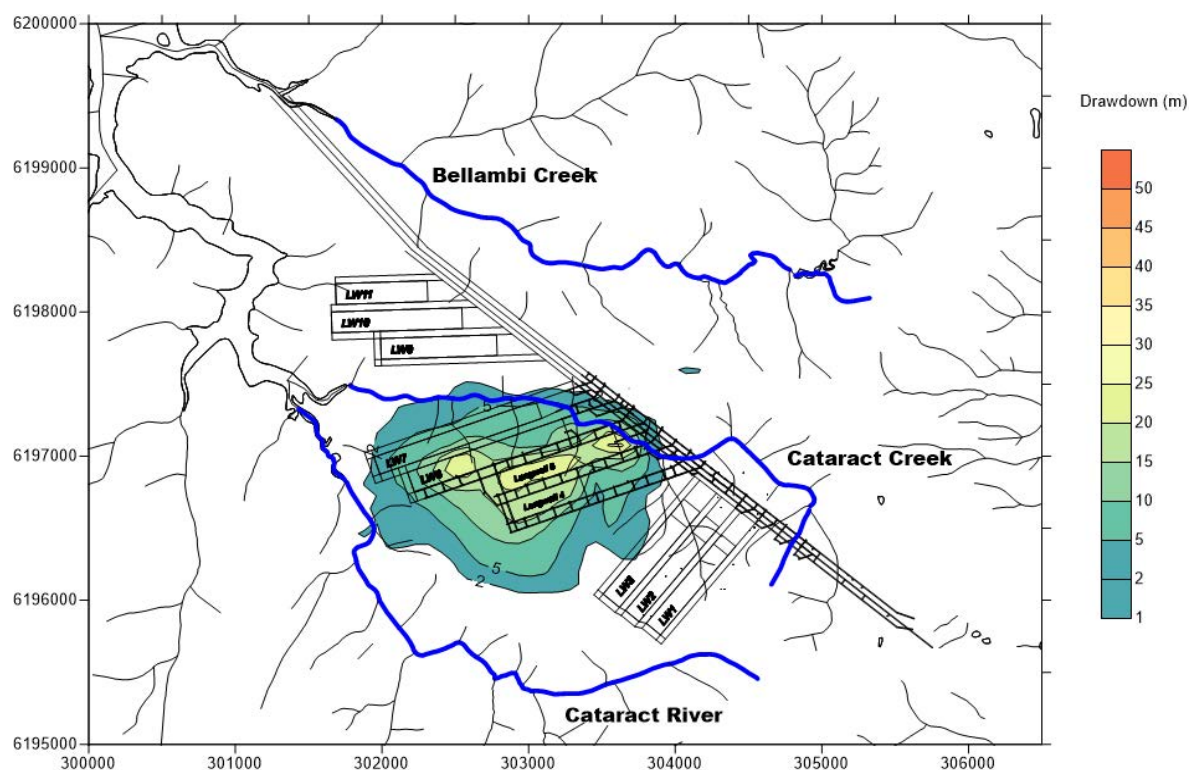 6200000
Drawdown (m)
6199000
Bellambi Creek
50
45
40
LW11
35
6198000
LW10
30
LW9
25
20
5
15
6197000
LW7
LW6
Longwall 5
Cataract Creek
10
Longwall 4
5
5
2
2
6196000
LW3
LW2
LW1
1
Cataract River
6195000
300000 301000 302000 303000 304000 305000 306000